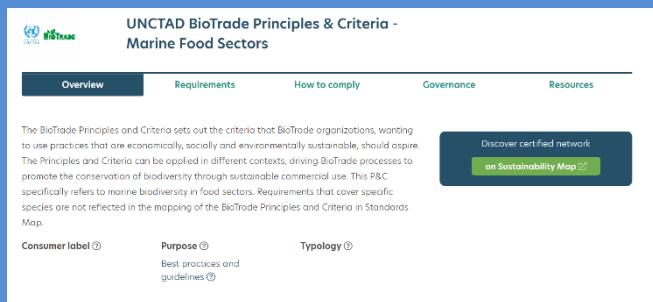 UNCTAD BioTrade Principles & Criteria -
Marine Food Sectors
UNCTAD
BIOTRADE
Overview
Requirements
How to comply
Governance
Resources
The BioTrade Principles and Criteria sets out the criteria that BioTrade organizations, wanting
to use practices that are economically, socially and environmentally sustainable, should aspire.
The Principles and Criteria can be applied in different contexts, driving BioTrade processes to
promote the conservation of biodiversity through sustainable commercial use. This P&C
specifically refers to marine biodiversity in food sectors. Requirements that cover specific
species are not reflected in the mapping of the BioTrade Principles and Criteria in Standards
Map.
Discover certified network
on Sustainability Map
Consumer label
Purpose
Typology
Best practices and
guidelines